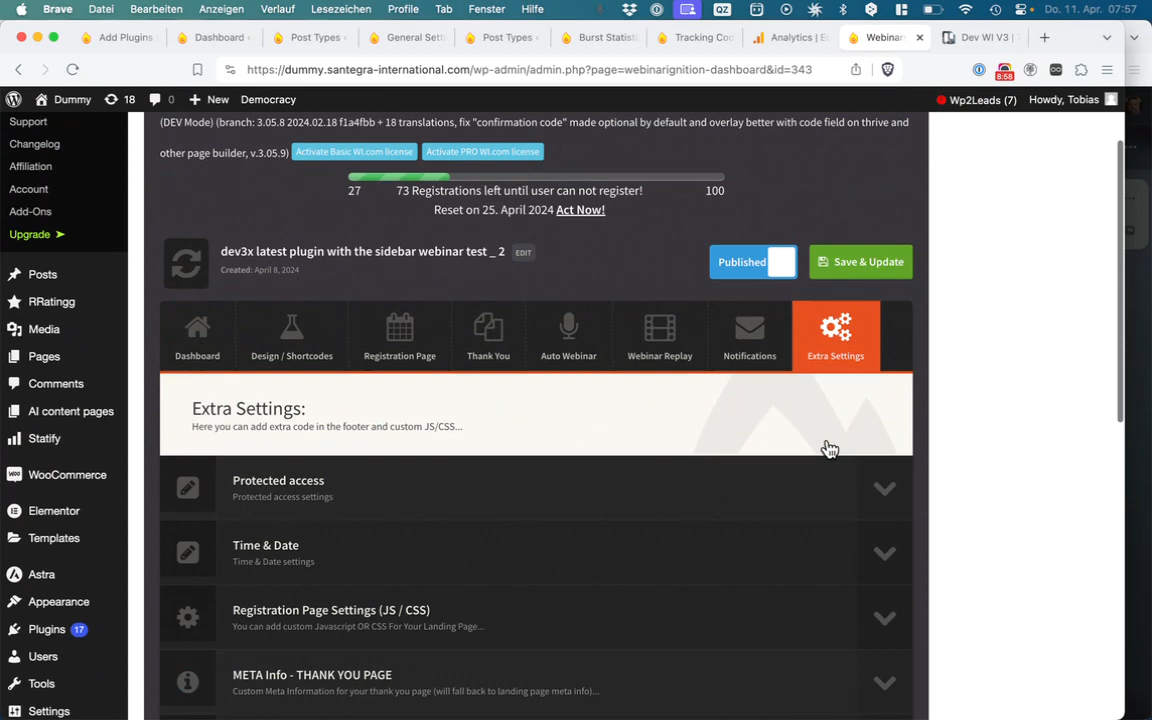 Brave Datei Bearbeiten Anzeigen Verlauf Lesezeichen Profile Tab Fenster Hilfe QZ Do. 11. Apr. 07:57
Add Plugins Dashboard Post Types General Sett Post Types Burst Statisti Tracking Co Analytics | Es Webinar Dev WI V3 | T
https://dummy.santegra-international.com/wp-admin/admin.php?page=webinarignition-dashboard&id=343 8:58
Dummy 18 New Democracy Wp2Leads (7) Howdy, Tobias
Support
Changelog
Affiliation
Account
Add-Ons
Upgrade ➤
Posts
RRatingg
Media
Pages
Comments
AI content pages
Statify
WooCommerce
Elementor
Templates
Astra
Appearance
Plugins 17
Users
Tools
Settings
(DEV Mode) (branch: 3.05.8 2024.02.18 f1a4fbb + 18 translations, fix "confirmation code" made optional by default and overlay better with code field on thrive and
other page builder, v.3.05.9) Activate Basic WI.com license Activate PRO WI.com license
27 73 Registrations left until user can not register! 100
Reset on 25. April 2024 Act Now!
dev3x latest plugin with the sidebar webinar test _ 2 EDIT
Created: April 8, 2024
Published Save & Update
Dashboard Design / Shortcodes Registration Page Thank You Auto Webinar Webinar Replay Notifications Extra Settings
Extra Settings:
Here you can add extra code in the footer and custom JS/CSS...
Protected access
Protected access settings
Time & Date
Time & Date settings
Registration Page Settings (JS / CSS)
You can add custom Javascript OR CSS For Your Landing Page...
META Info - THANK YOU PAGE
Custom Meta Information for your thank you page (will fall back to landing page meta info)...